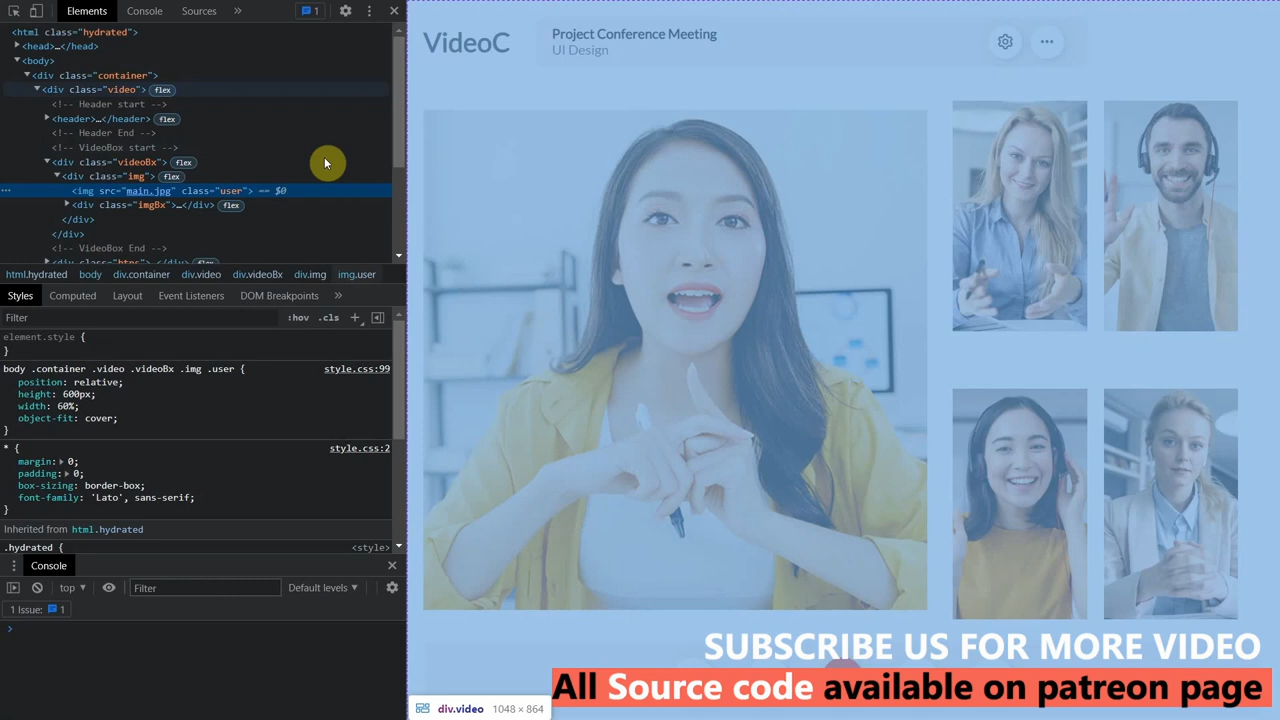 Elements Console Sources » 1
<html class="hydrated">
<head>…</head>
<body>
<div class="container">
<div class="video"> flex
<!-- Header start -->
<header>…</header> flex
<!-- Header End -->
<!-- VideoBox start -->
<div class="videoBx"> flex
<div class="img"> flex
… <img src="main.jpg" class="user"> == $0
<div class="imgBx">…</div> flex
</div>
</div>
<!-- VideoBox End -->
html.hydrated body div.container div.video div.videoBx div.img img.user
Styles Computed Layout Event Listeners DOM Breakpoints »
Filter :hov .cls +
element.style {
}
body .container .video .videoBx .img .user { style.css:99
position: relative;
height: 600px;
width: 60%;
object-fit: cover;
}
* { style.css:2
margin: 0;
padding: 0;
box-sizing: border-box;
font-family: 'Lato', sans-serif;
}
Inherited from html.hydrated
.hydrated { <style>
Console
top Filter Default levels
1 Issue: 1
>
VideoC
Project Conference Meeting
UI Design
SUBSCRIBE US FOR MORE VIDEO
All Source code available on patreon page
div.video 1048 × 864